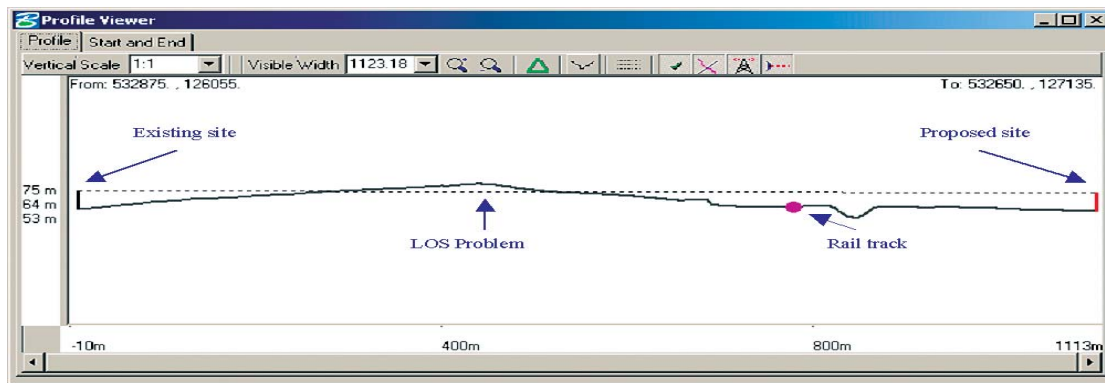 Profile Viewer
Profile Start and End
Vertical Scale 1:1 Visible Width 1123.18
From: 532875. , 126055. To: 532650. , 127135.
Existing site Proposed site
75 m
64 m
53 m
LOS Problem Rail track
-10m 400m 800m 1113m